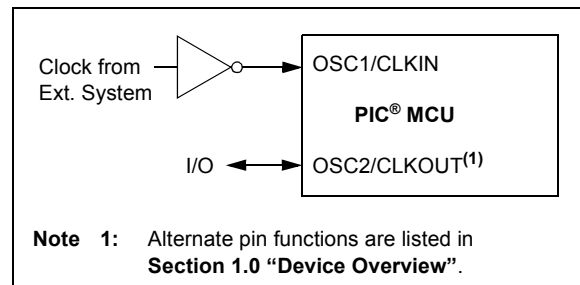 Clock from
Ext. System
OSC1/CLKIN
PIC® MCU
I/O
OSC2/CLKOUT(1)
Note 1: Alternate pin functions are listed in
Section 1.0 “Device Overview”.